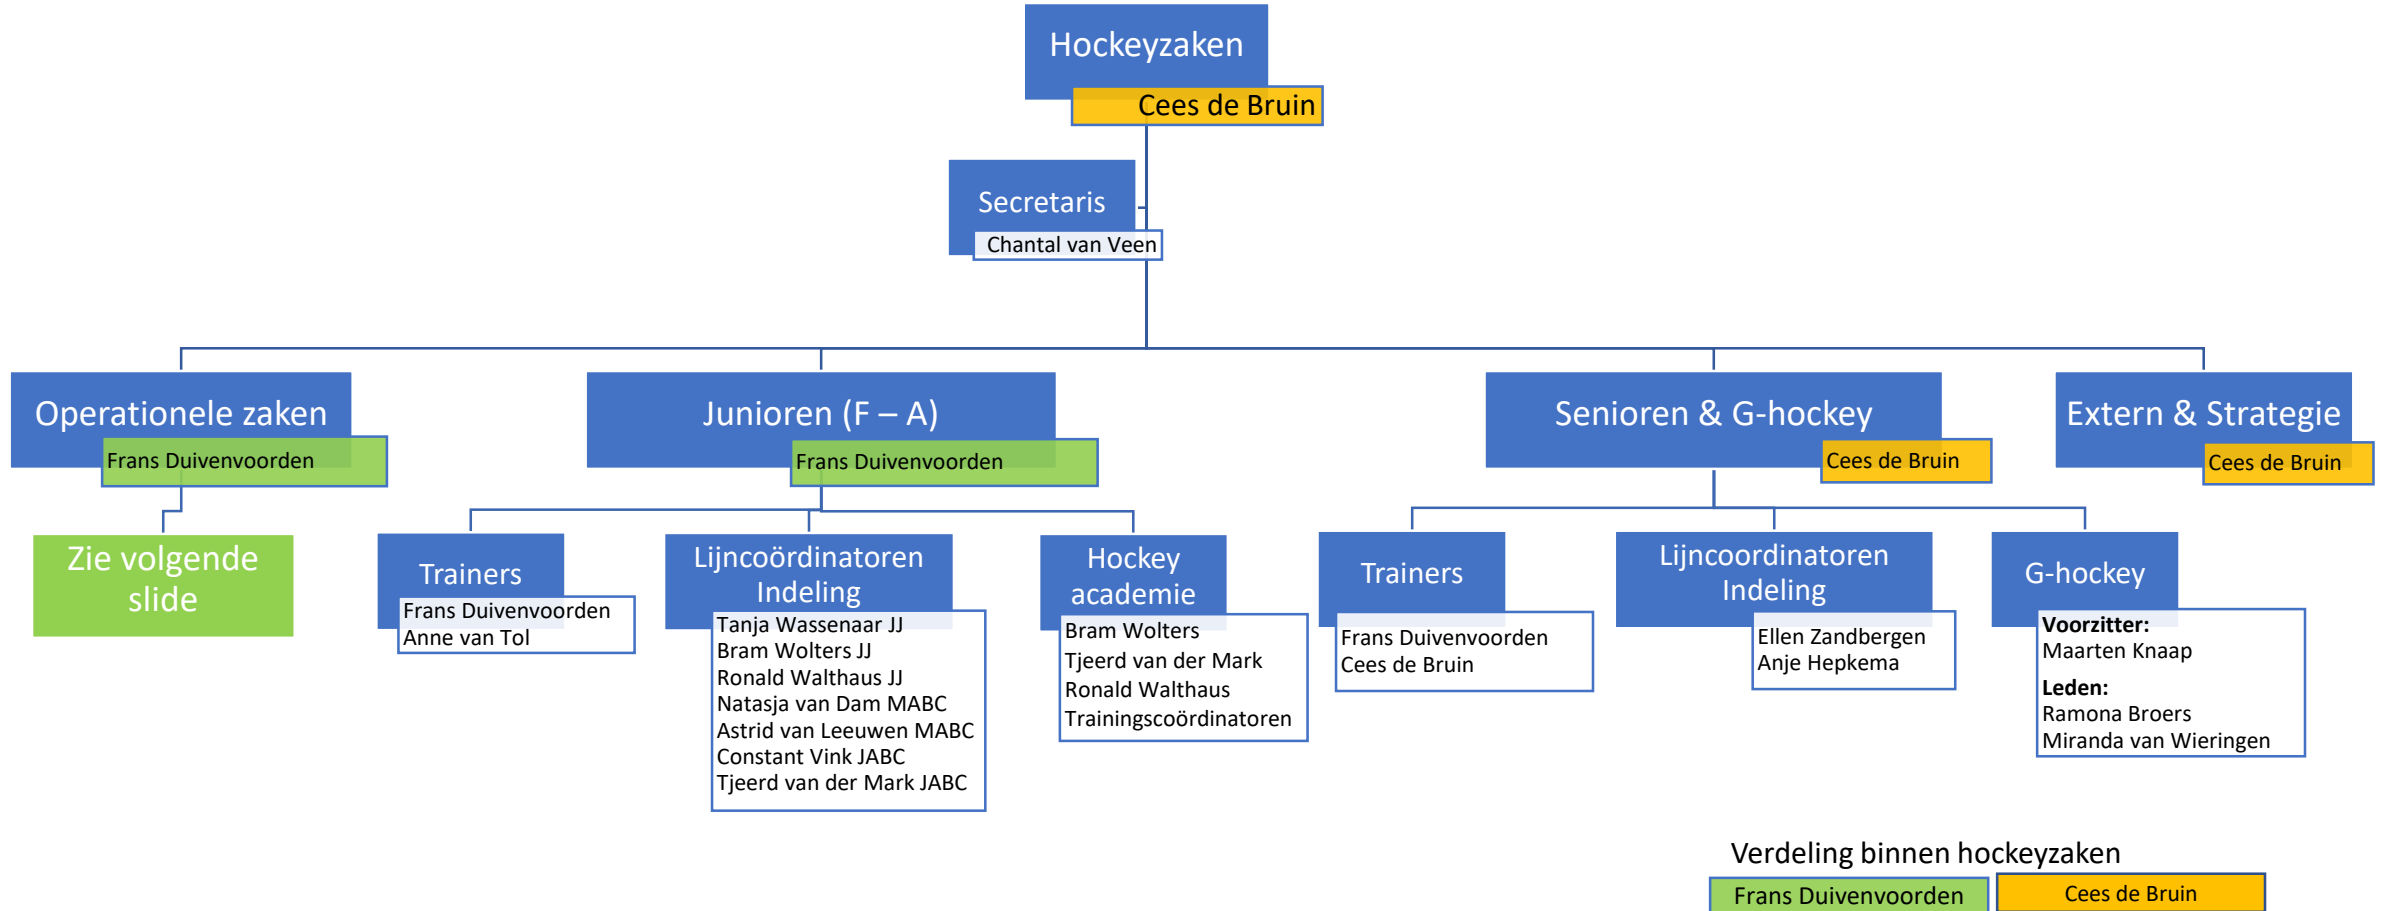 Hockeyzaken
Cees de Bruin
Secretaris
Chantal van Veen
Operationele zaken
Frans Duivenvoorden
Zie volgende
slide
Junioren (F – A)
Frans Duivenvoorden
Trainers
Frans Duivenvoorden
Anne van Tol
Lijncoördinatoren
Indeling
Tanja Wassenaar JJ
Bram Wolters JJ
Ronald Walthaus JJ
Natasja van Dam MABC
Astrid van Leeuwen MABC
Constant Vink JABC
Tjeerd van der Mark JABC
Hockey
academie
Bram Wolters
Tjeerd van der Mark
Ronald Walthaus
Trainingscoördinatoren
Senioren & G-hockey
Cees de Bruin
Trainers
Frans Duivenvoorden
Cees de Bruin
Lijncoordinatoren
Indeling
Ellen Zandbergen
Anje Hepkema
G-hockey
Voorzitter:
Maarten Knaap
Leden:
Ramona Broers
Miranda van Wieringen
Extern & Strategie
Cees de Bruin
Verdeling binnen hockeyzaken
Frans Duivenvoorden
Cees de Bruin